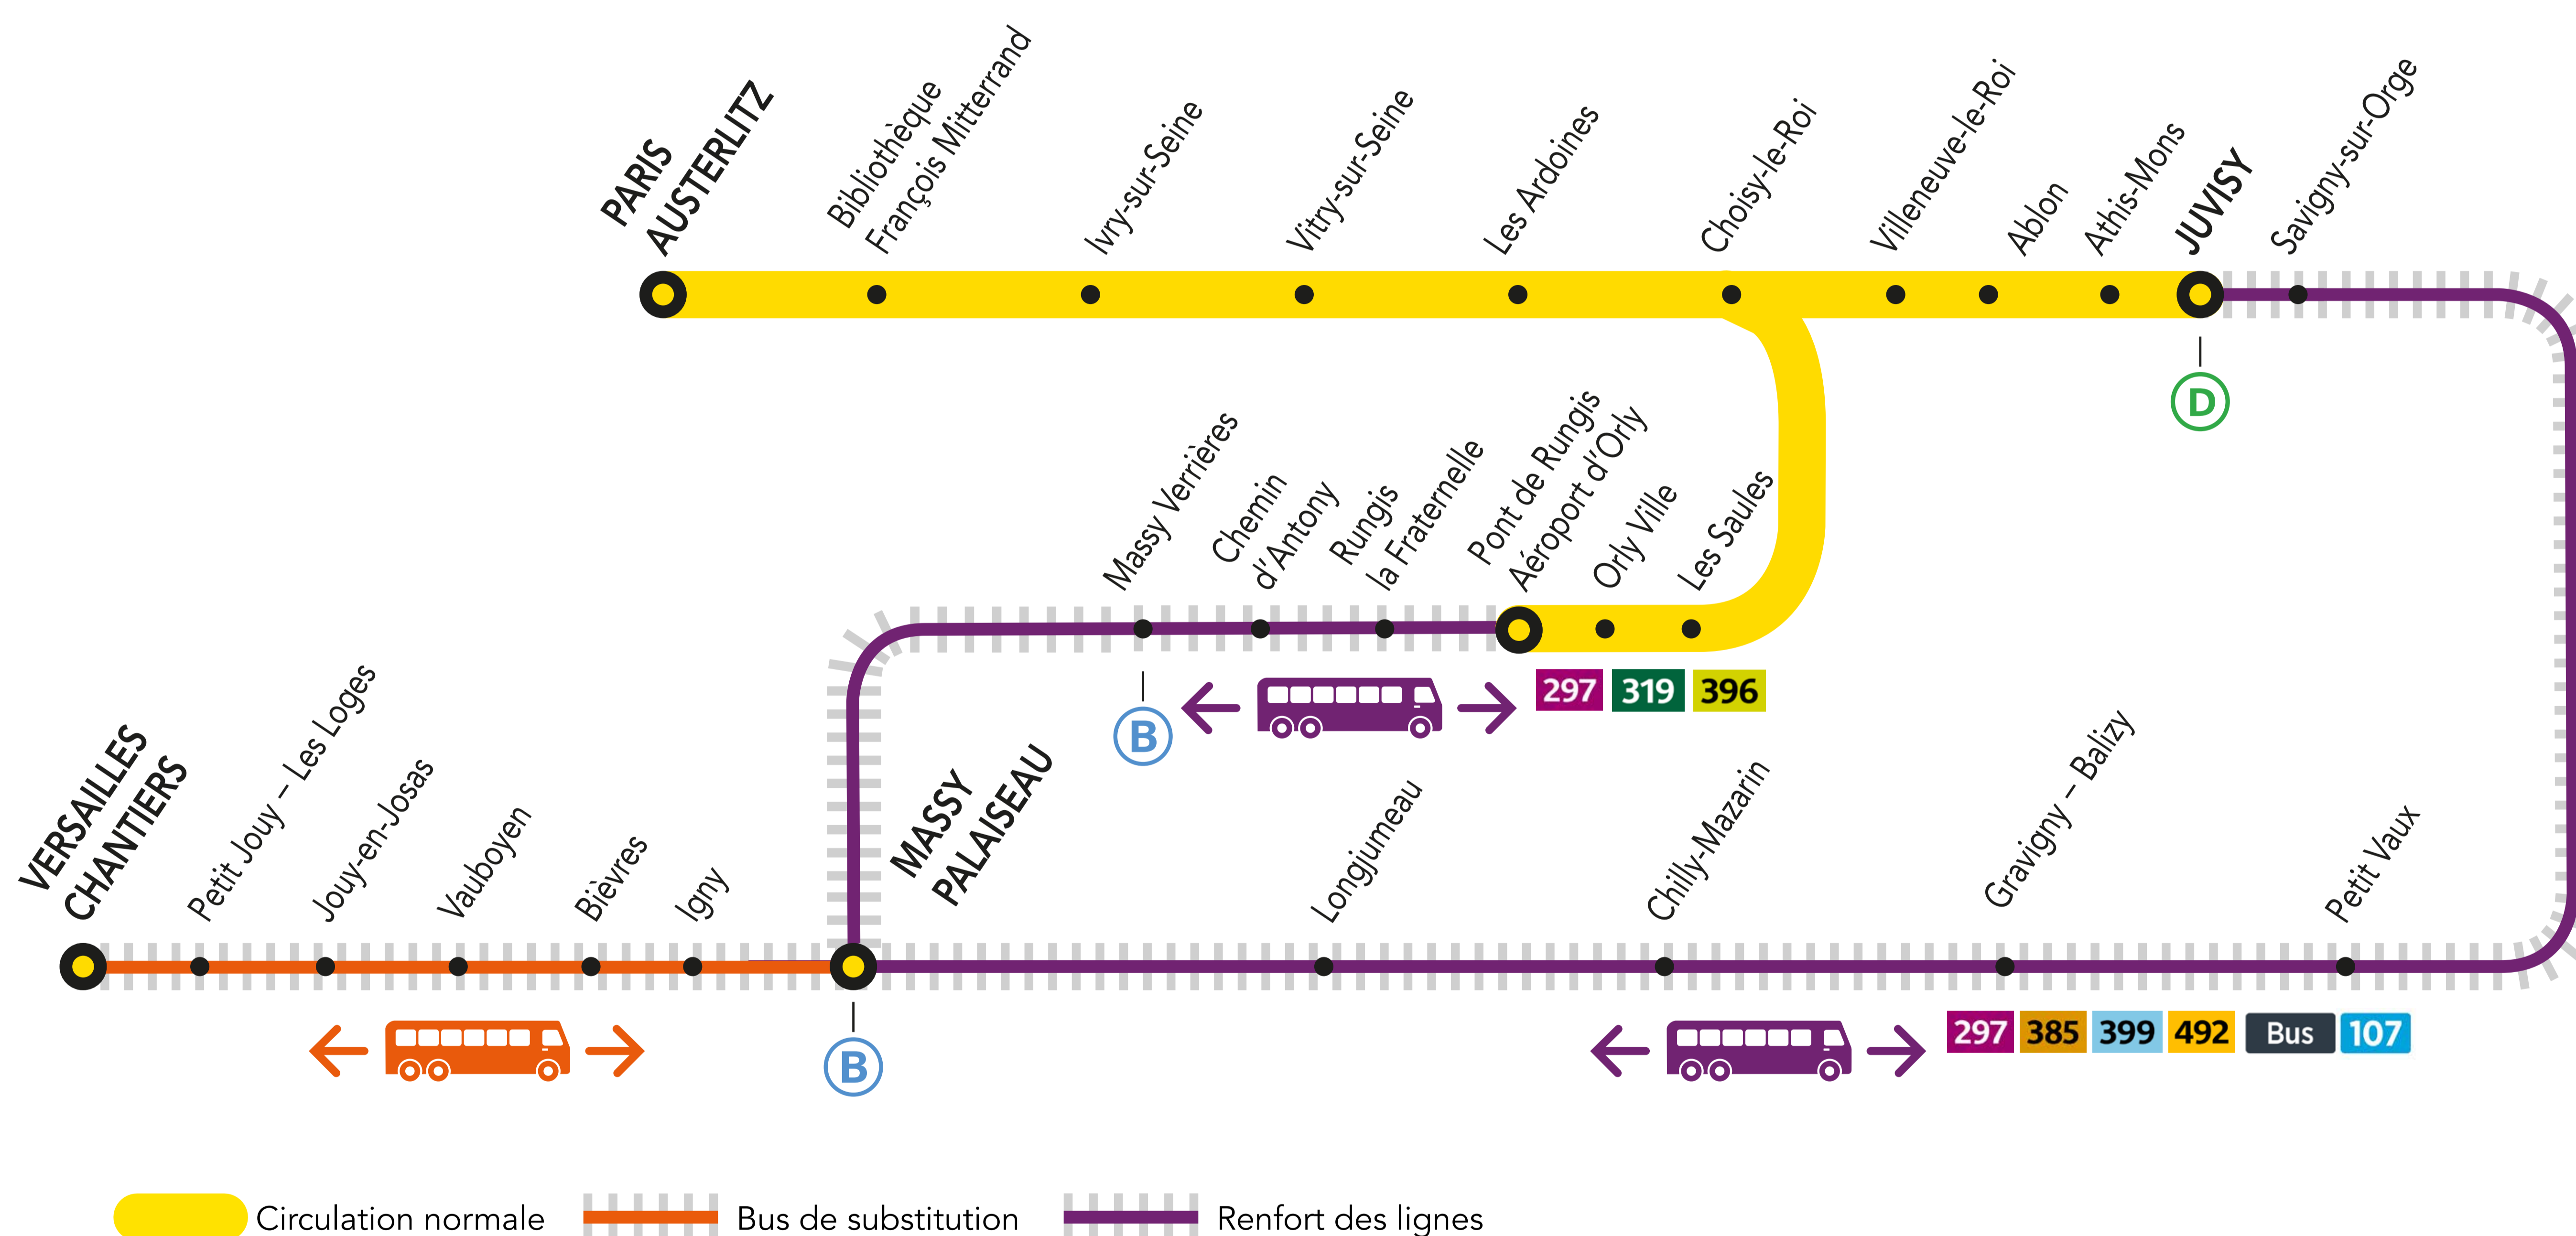 PARIS
AUSTERLITZ
Bibliothèque
François Mitterrand
Ivry-sur-Seine
Vitry-sur-Seine
Les Ardoines
Choisy-le-Roi
Villeneuve-le-Roi
Ablon
Athis-Mons
JUVISY
Savigny-sur-Orge
D
Massy Verrières
Chemin
d'Antony
Rungis
la Fraternelle
Pont de Rungis
Aéroport d'Orly
Orly Ville
Les Saules
B
297 319 396
VERSAILLES
CHANTIERS
Petit Jouy – Les Loges
Jouy-en-Josas
Vauboyen
Bièvres
Igny
MASSY
PALAISEAU
Longjumeau
Chilly-Mazarin
Gravigny – Balizy
Petit Vaux
B
297 385 399 492 Bus 107
Circulation normale
Bus de substitution
Renfort des lignes